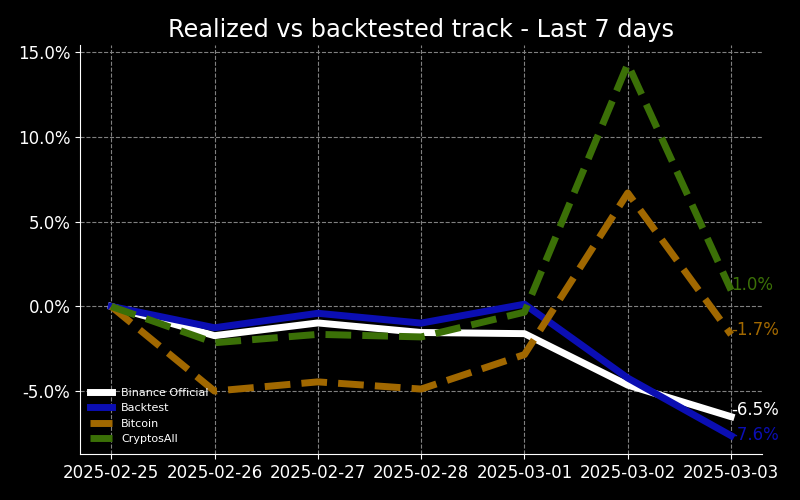 Realized vs backtested track - Last 7 days
15.0%
10.0%
5.0%
0.0%
-5.0%
1.0%
-1.7%
-6.5%
-7.6%
Binance Official
Backtest
Bitcoin
CryptosAll
2025-02-25 2025-02-26 2025-02-27 2025-02-28 2025-03-01 2025-03-02 2025-03-03